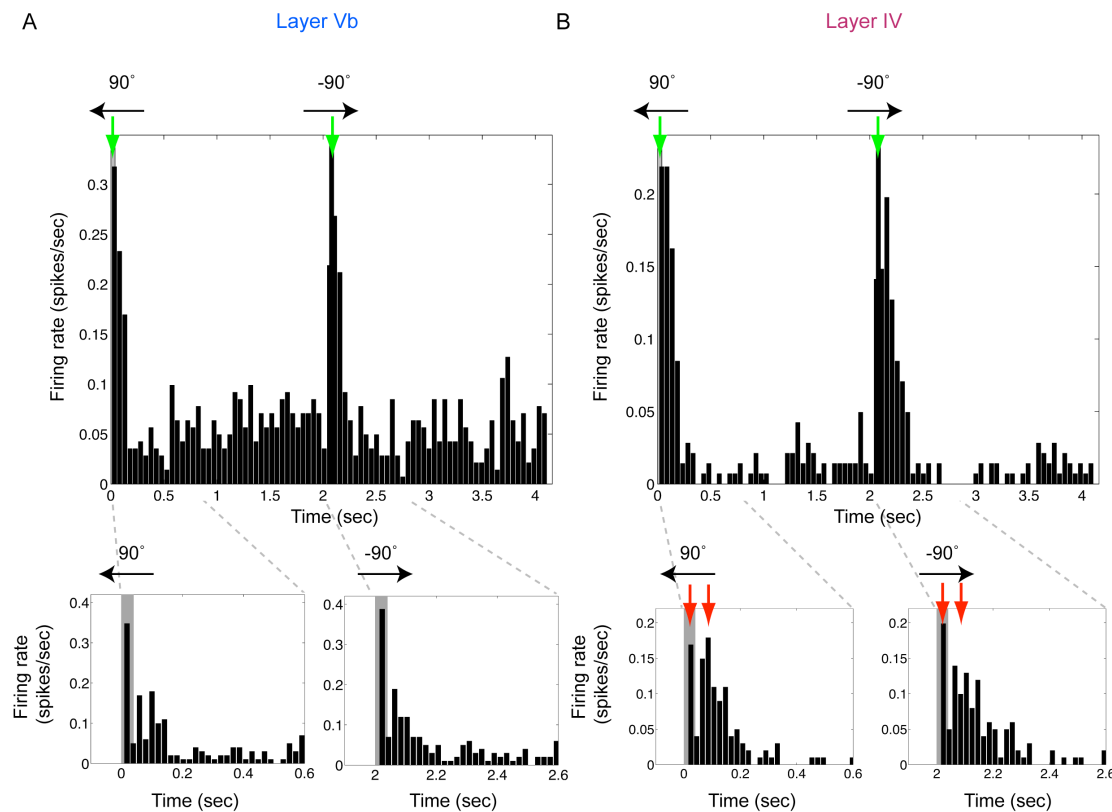 A
Layer Vb
B
Layer IV
90°
-90°
90°
-90°
Firing rate (spikes/sec)
0.3
0.25
0.2
0.15
0.1
0.05
0
0 0.5 1 1.5 2 2.5 3 3.5 4
Time (sec)
Firing rate (spikes/sec)
0.2
0.15
0.1
0.05
0
0 0.5 1 1.5 2 2.5 3 3.5 4
Time (sec)
90°
-90°
90°
-90°
Firing rate
(spikes/sec)
0.4
0.3
0.2
0.1
0
0 0.2 0.4 0.6
Time (sec)
0.4
0.3
0.2
0.1
0
2 2.2 2.4 2.6
Time (sec)
Firing rate
(spikes/sec)
0.2
0.15
0.1
0.05
0
0 0.2 0.4 0.6
Time (sec)
0.2
0.15
0.1
0.05
0
2 2.2 2.4 2.6
Time (sec)